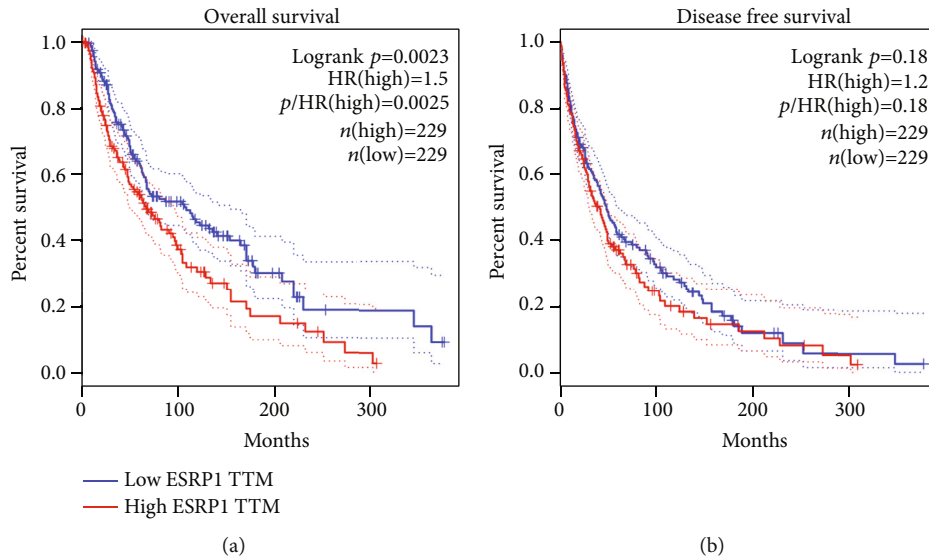 Overall survival
Logrank p=0.0023
HR(high)=1.5
p/HR(high)=0.0025
n(high)=229
n(low)=229
Percent survival
1.0
0.8
0.6
0.4
0.2
0.0
0 100 200 300
Months
Low ESRP1 TTM
High ESRP1 TTM
(a)
Disease free survival
Logrank p=0.18
HR(high)=1.2
p/HR(high)=0.18
n(high)=229
n(low)=229
Percent survival
1.0
0.8
0.6
0.4
0.2
0.0
0 100 200 300
Months
(b)